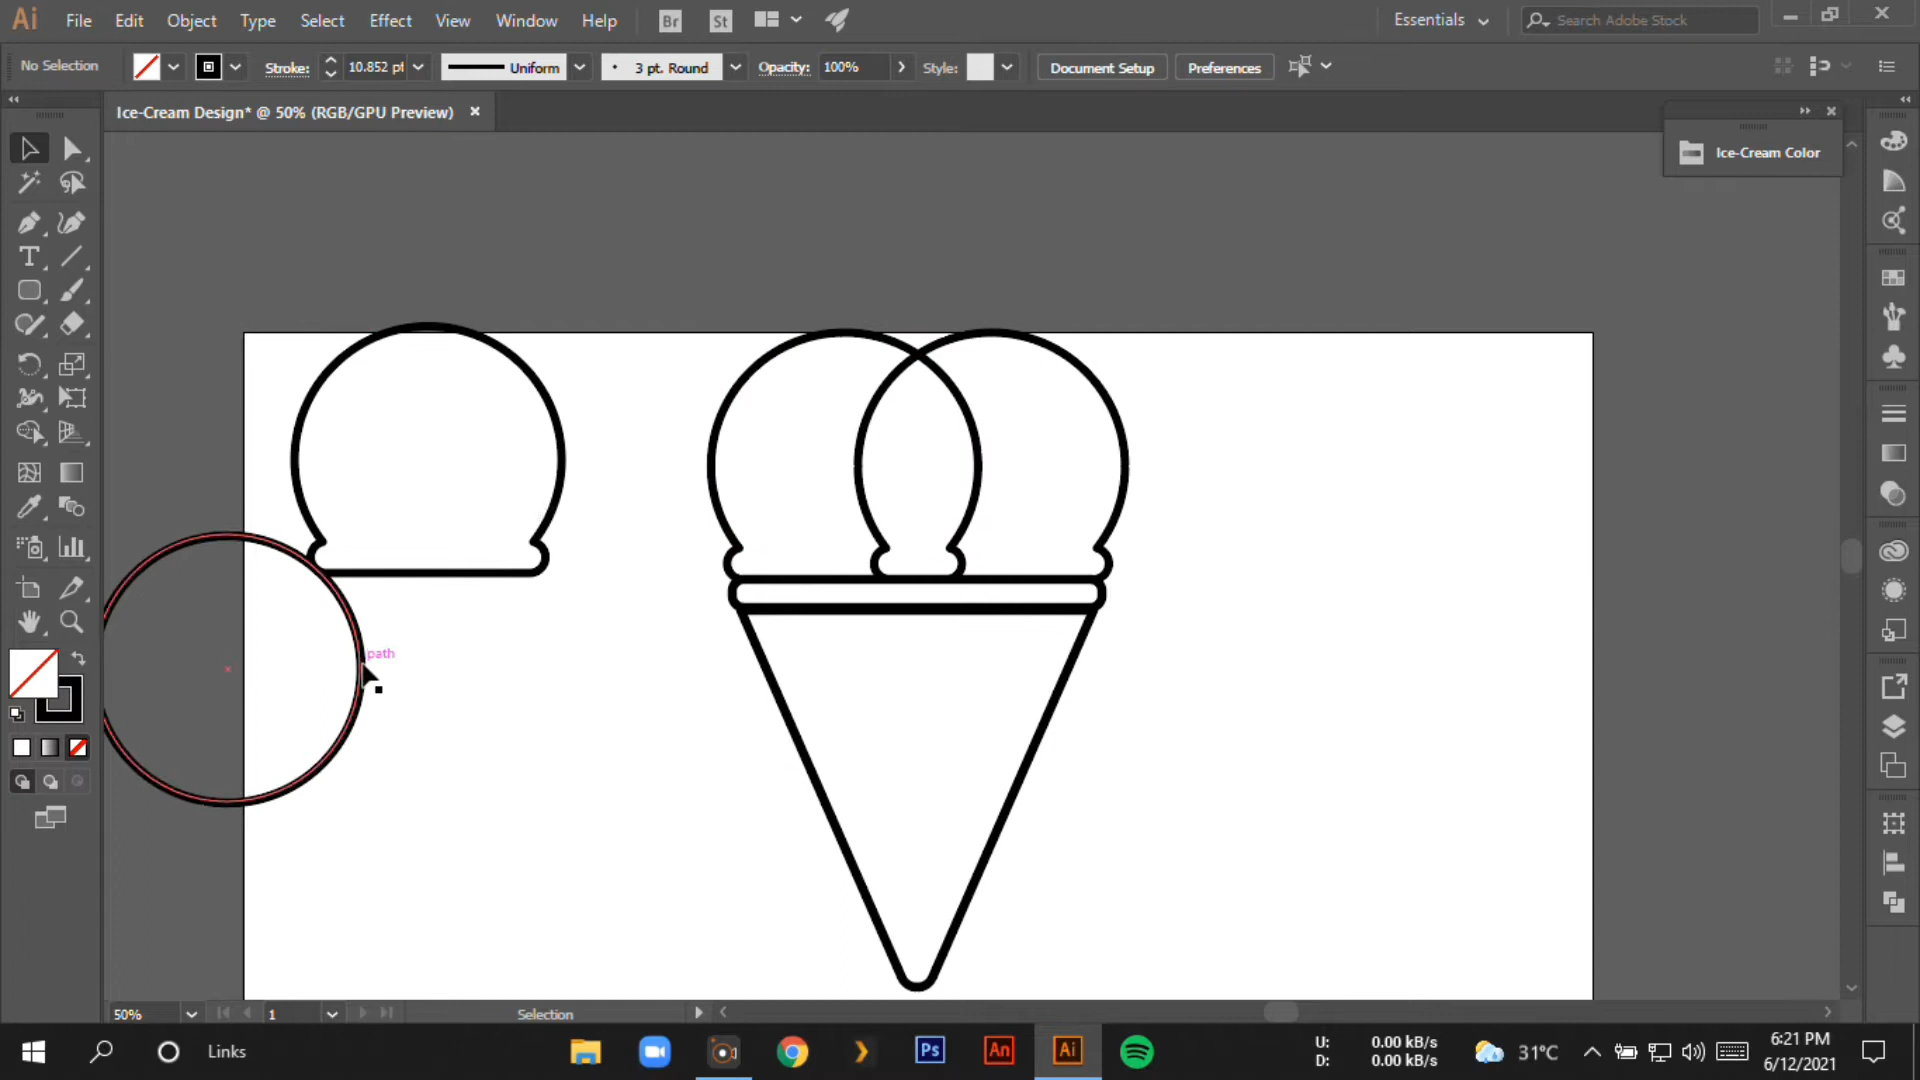 Ai File Edit Object Type Select Effect View Window Help Br St Essentials Search Adobe Stock
No Selection Stroke: 10.852 pt Uniform 3 pt. Round Opacity: 100% Style: Document Setup Preferences
Ice-Cream Design* @ 50% (RGB/GPU Preview)
Ice-Cream Color
path
50% 1 Selection
Links Ps An Ai U: 0.00 kB/s 31°C 6:21 PM
D: 0.00 kB/s 6/12/2021